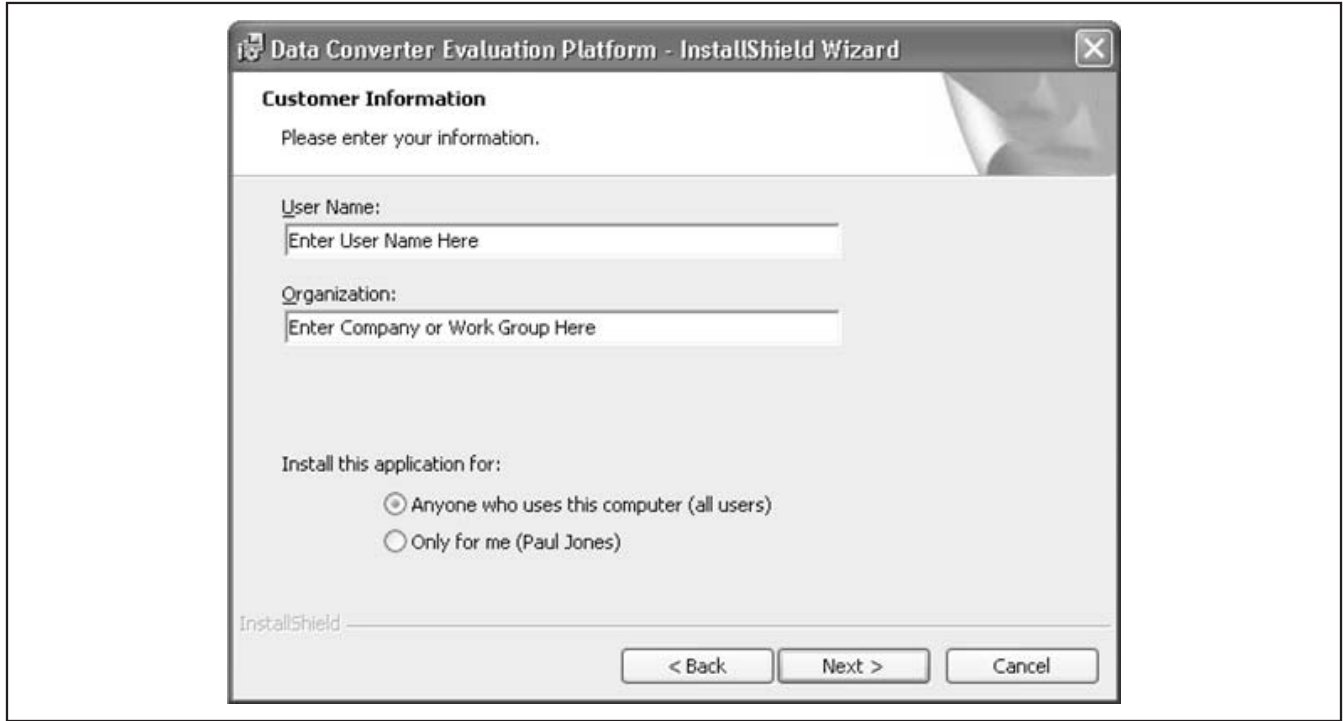 Data Converter Evaluation Platform - InstallShield Wizard
Customer Information
Please enter your information.
User Name:
Enter User Name Here
Organization:
Enter Company or Work Group Here
Install this application for:
Anyone who uses this computer (all users)
Only for me (Paul Jones)
InstallShield
< Back Next > Cancel